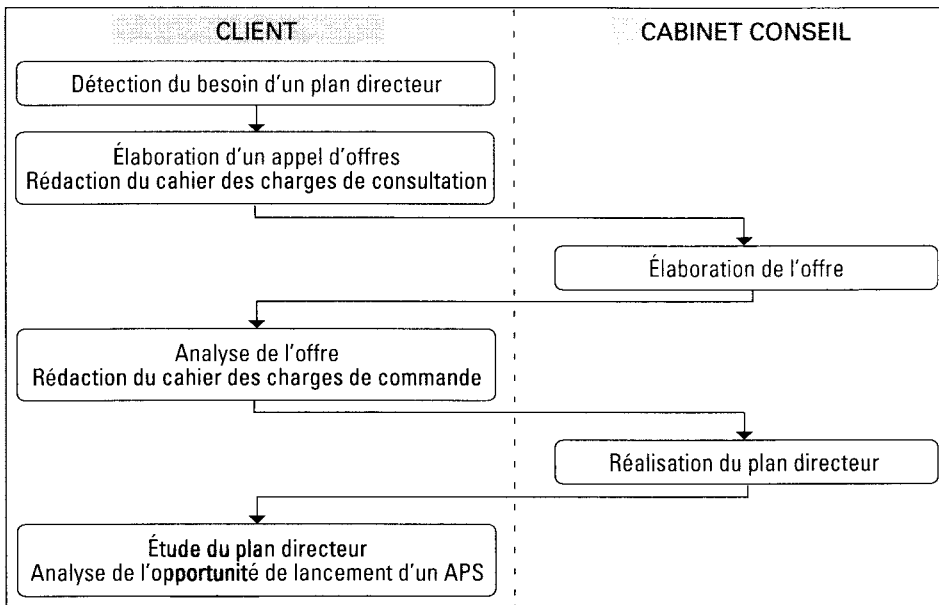 CLIENT
CABINET CONSEIL
Détection du besoin d'un plan directeur
Élaboration d'un appel d'offres
Rédaction du cahier des charges de consultation
Élaboration de l'offre
Analyse de l'offre
Rédaction du cahier des charges de commande
Réalisation du plan directeur
Étude du plan directeur
Analyse de l'opportunité de lancement d'un APS